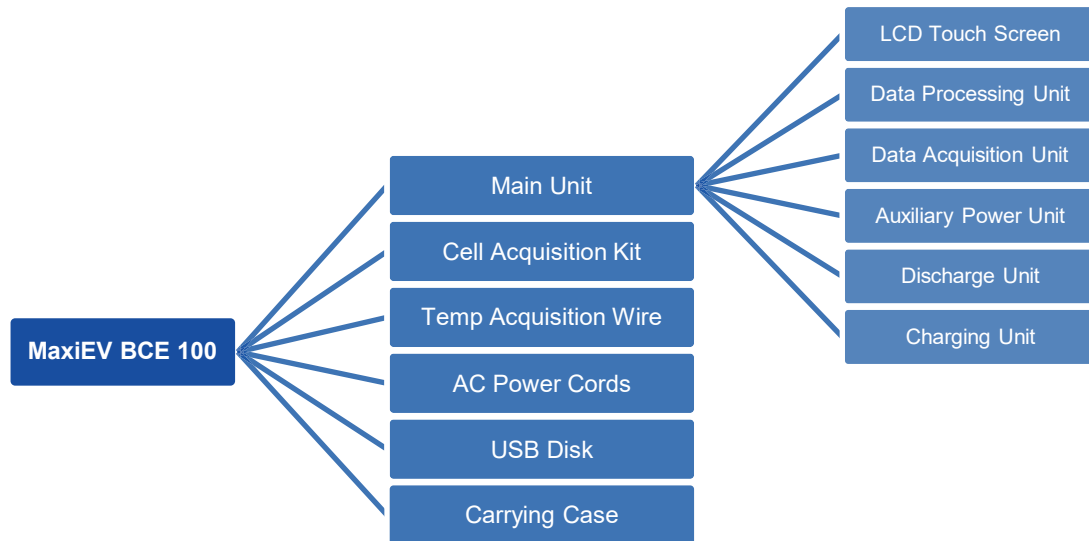 MaxiEV BCE 100
Main Unit
Cell Acquisition Kit
Temp Acquisition Wire
AC Power Cords
USB Disk
Carrying Case
LCD Touch Screen
Data Processing Unit
Data Acquisition Unit
Auxiliary Power Unit
Discharge Unit
Charging Unit